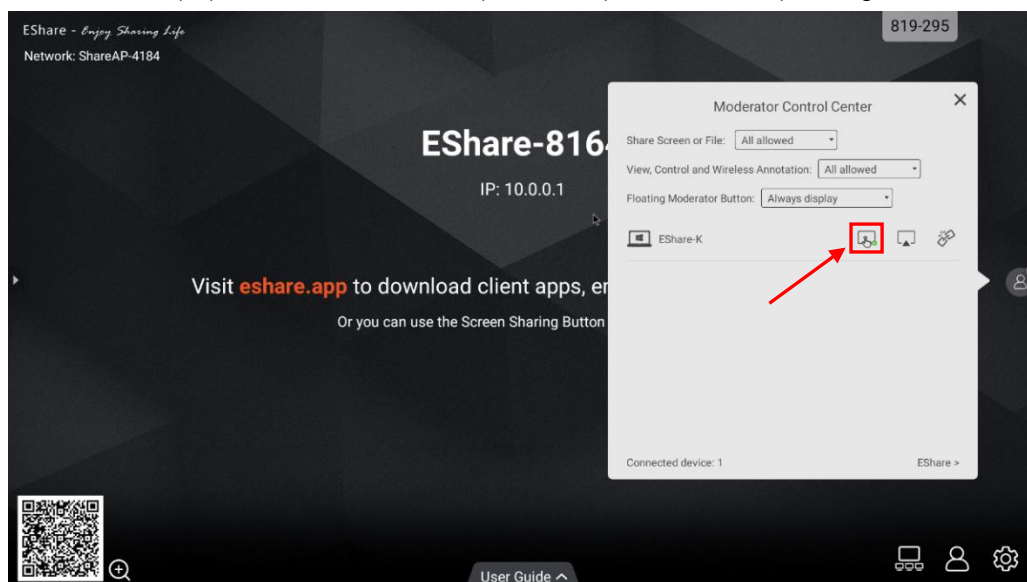 EShare - Enjoy Sharing Life
819-295
Network: ShareAP-4184
Moderator Control Center
Share Screen or File: All allowed
EShare-816
View, Control and Wireless Annotation: All allowed
IP: 10.0.0.1
Floating Moderator Button: Always display
EShare-K
Visit eshare.app to download client apps,
Or you can use the Screen Sharing Button
Connected device: 1
EShare >
User Guide